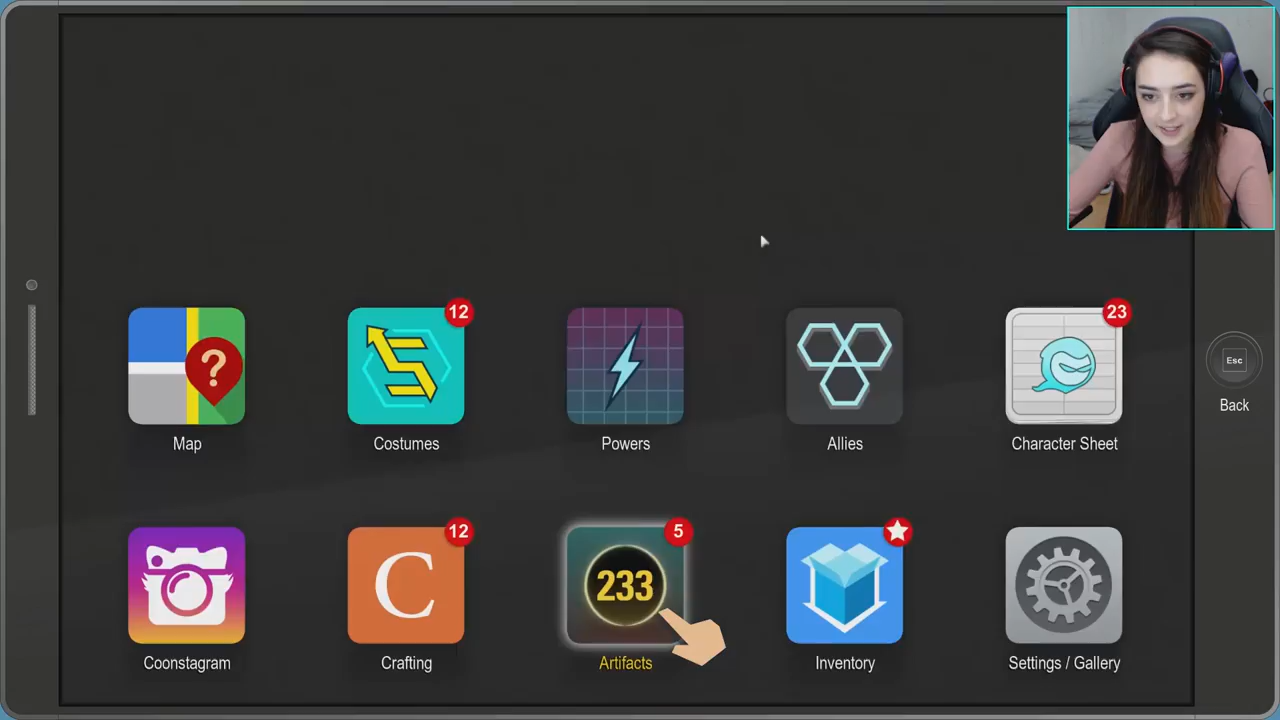 12
23
?
Map
Costumes
Powers
Allies
Character Sheet
Esc
Back
12
5
C
233
Coonstagram
Crafting
Artifacts
Inventory
Settings / Gallery